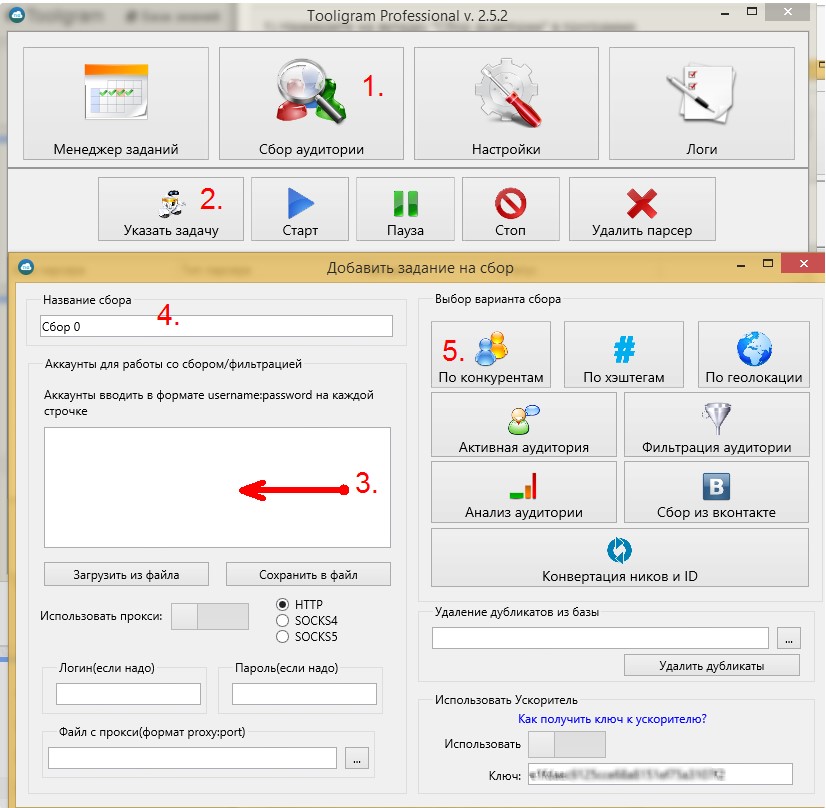 Tooligram Professional v. 2.5.2
1.
Менеджер заданий
Сбор аудитории
Настройки
Логи
2.
Указать задачу
Старт
Пауза
Стоп
Удалить парсер
Добавить задание на сбор
Название сбора
4.
Сбор 0
Аккаунты для работы со сбором/фильтрацией
Аккаунты вводить в формате username:password на каждой
строчке
3.
Загрузить из файла
Сохранить в файл
Использовать прокси:
HTTP
SOCKS4
SOCKS5
Логин(если надо)
Пароль(если надо)
Файл с прокси(формат proxy:port)
...
Выбор варианта сбора
5.
По конкурентам
#
По хэштегам
По геолокации
Активная аудитория
Фильтрация аудитории
Анализ аудитории
B
Сбор из вконтакте
Конвертация ников и ID
Удаление дубликатов из базы
...
Удалить дубликаты
Использовать Ускоритель
Как получить ключ к ускорителю?
Использовать
Ключ: